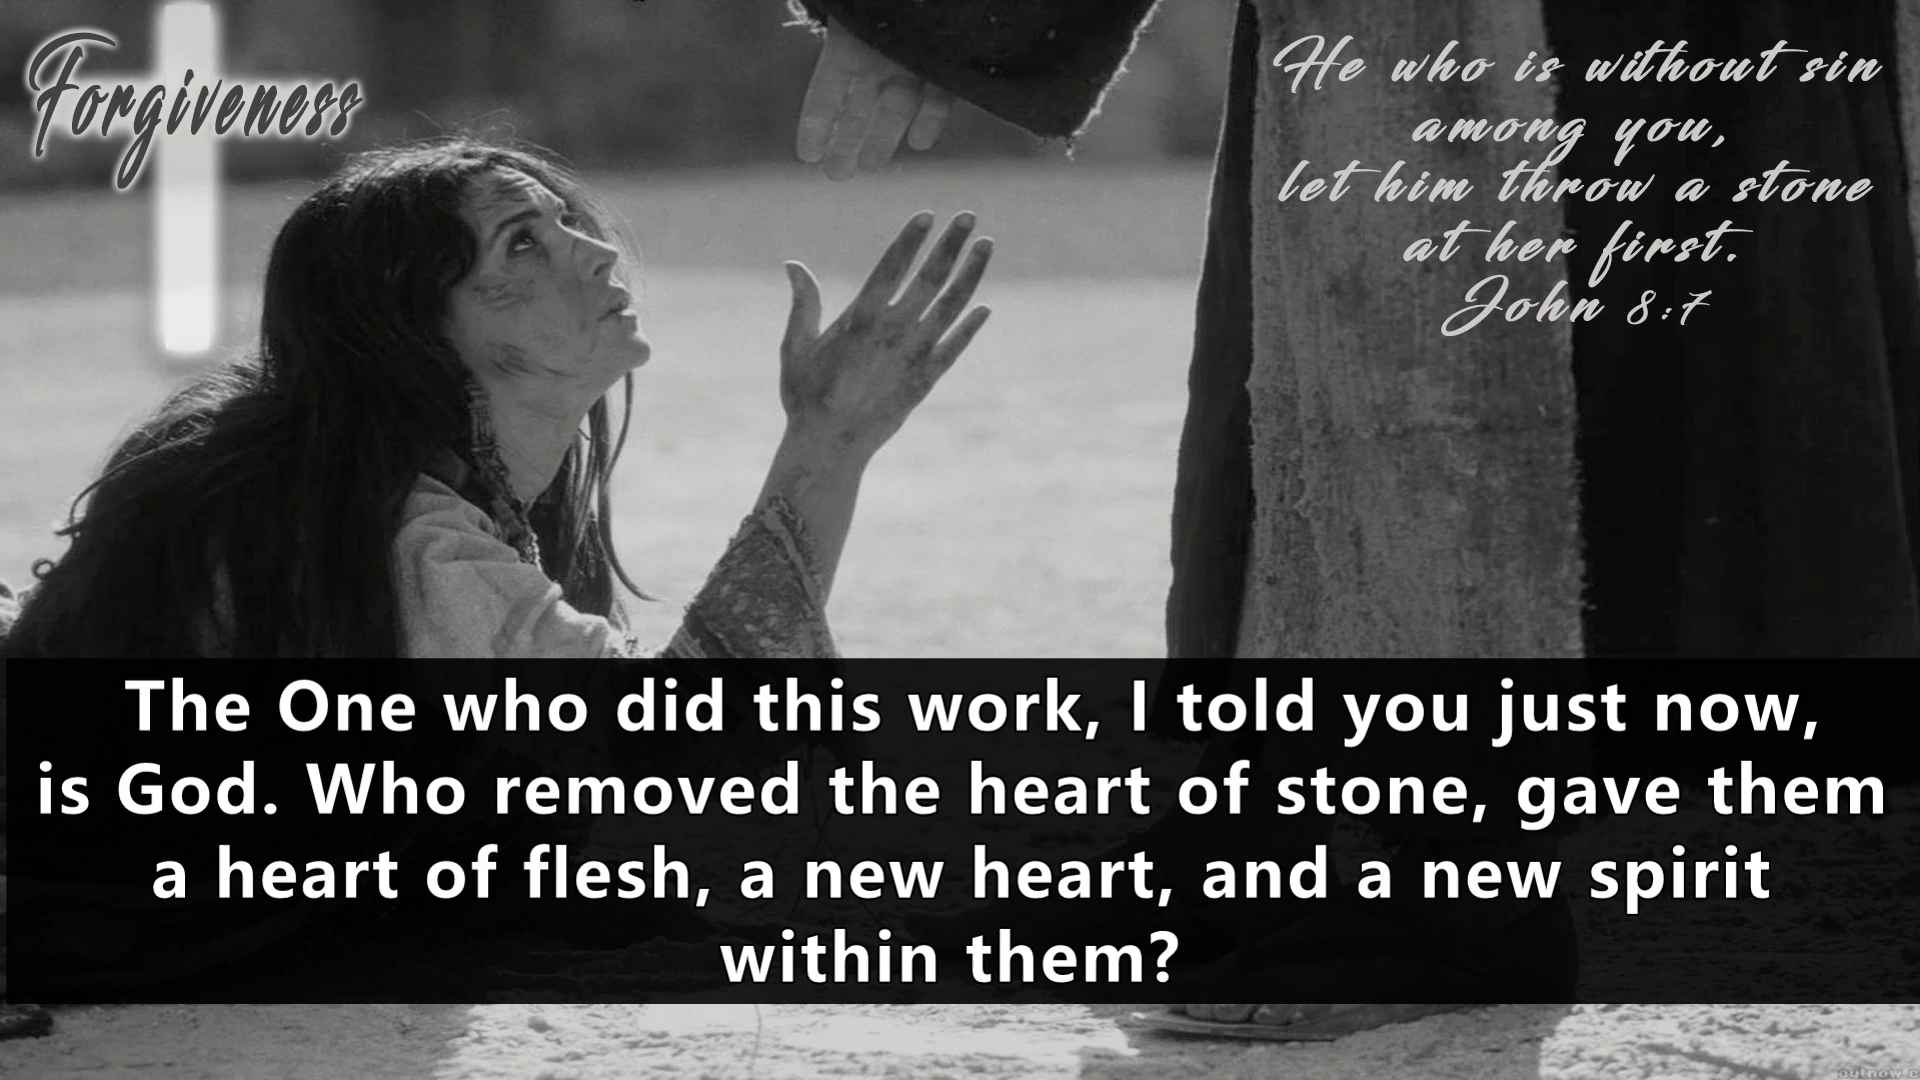 Forgiveness
He who is without sin
among you,
let him throw a stone
at her first.
John 8:7
The One who did this work, I told you just now,
is God. Who removed the heart of stone, gave them
a heart of flesh, a new heart, and a new spirit
within them?